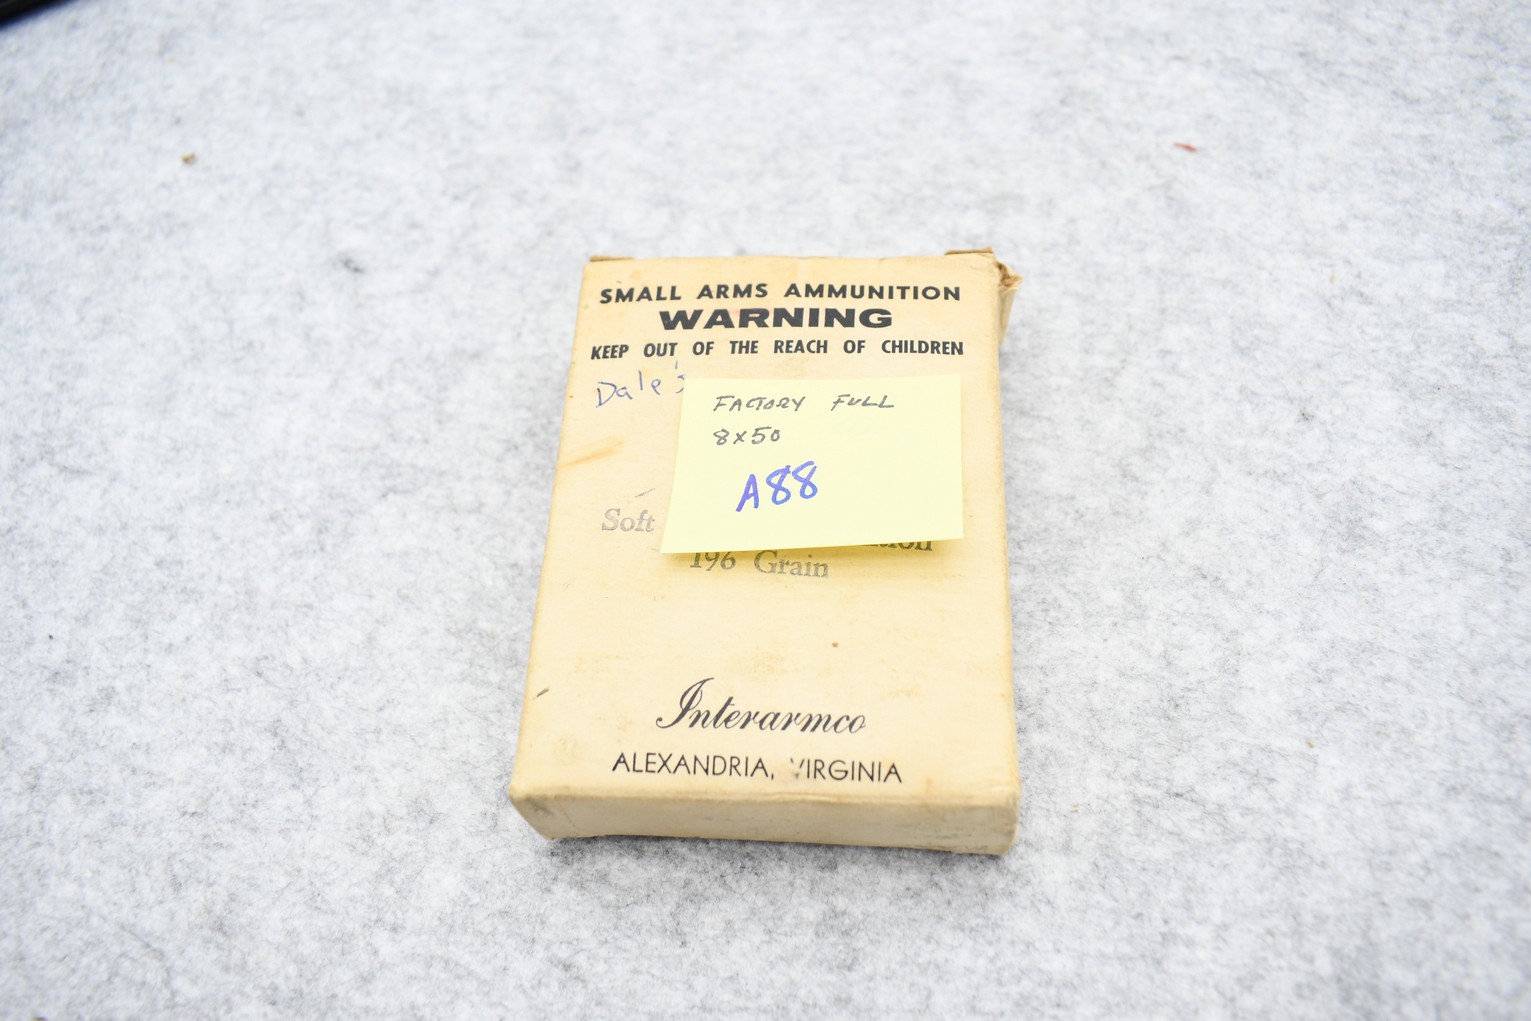 SMALL ARMS AMMUNITION
WARNING
KEEP OUT OF THE REACH OF CHILDREN
Dale's
FACTORY FULL
8x50
A88
Soft
196 Grain
Interarmco
ALEXANDRIA, VIRGINIA